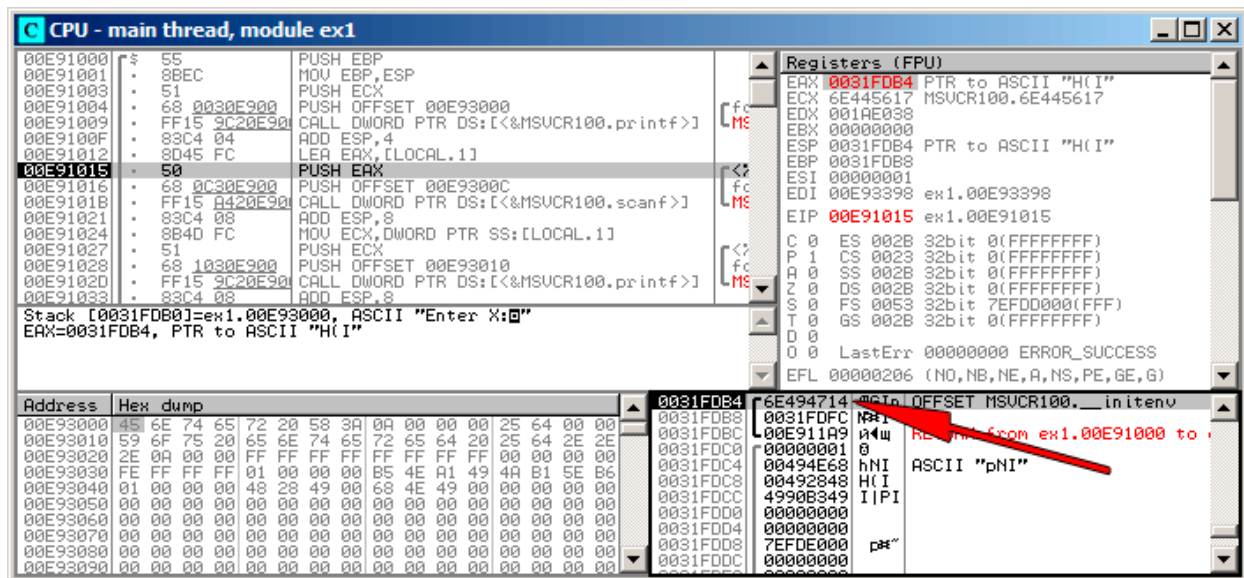 CPU - main thread, module ex1
00E91000 $ 55 PUSH EBP
00E91001 . 8BEC MOV EBP,ESP
00E91003 . 51 PUSH ECX
00E91004 . 68 0030E900 PUSH OFFSET 00E93000
00E91009 . FF15 9C20E90 CALL DWORD PTR DS:[<&MSVCR100.printf>]
00E9100F . 83C4 04 ADD ESP,4
00E91012 . 8D45 FC LEA EAX,[LOCAL.1]
00E91015 . 50 PUSH EAX
00E91016 . 68 0C30E900 PUSH OFFSET 00E9300C
00E9101B . FF15 A420E90 CALL DWORD PTR DS:[<&MSVCR100.scanf>]
00E91021 . 83C4 08 ADD ESP,8
00E91024 . 8B4D FC MOV ECX,DWORD PTR SS:[LOCAL.1]
00E91027 . 51 PUSH ECX
00E91028 . 68 1030E900 PUSH OFFSET 00E93010
00E9102D . FF15 9C20E90 CALL DWORD PTR DS:[<&MSVCR100.printf>]
00E91033 . 83C4 08 ADD ESP,8
Stack [0031FDB0]=ex1.00E93000, ASCII "Enter X:"
EAX=0031FDB4, PTR to ASCII "H(I"
Registers (FPU)
EAX 0031FDB4 PTR to ASCII "H(I"
ECX 6E445617 MSVCR100.6E445617
EDX 001AE038
EBX 00000000
ESP 0031FDB4 PTR to ASCII "H(I"
EBP 0031FDB8
ESI 00000001
EDI 00E93398 ex1.00E93398
EIP 00E91015 ex1.00E91015
C 0 ES 002B 32bit 0(FFFFFFFF)
P 1 CS 0023 32bit 0(FFFFFFFF)
A 0 SS 002B 32bit 0(FFFFFFFF)
Z 0 DS 002B 32bit 0(FFFFFFFF)
S 0 FS 0053 32bit 7EFDD000(FFF)
T 0 GS 002B 32bit 0(FFFFFFFF)
D 0
O 0 LastErr 00000000 ERROR_SUCCESS
EFL 00000206 (NO,NB,NE,A,NS,PE,GE,G)
Address Hex dump
00E93000 45 6E 74 65 72 20 58 3A 0A 00 00 00 25 64 00 00
00E93010 59 6F 75 20 65 6E 74 65 72 65 64 20 25 64 2E 2E
00E93020 2E 0A 00 00 FF FF FF FF FF FF FF FF 00 00 00 00
00E93030 FE FF FF FF 01 00 00 00 B5 4E A1 49 4A B1 5E B6
00E93040 01 00 00 00 48 28 49 00 68 4E 49 00 00 00 00 00
00E93050 00 00 00 00 00 00 00 00 00 00 00 00 00 00 00 00
00E93060 00 00 00 00 00 00 00 00 00 00 00 00 00 00 00 00
00E93070 00 00 00 00 00 00 00 00 00 00 00 00 00 00 00 00
00E93080 00 00 00 00 00 00 00 00 00 00 00 00 00 00 00 00
00E93090 00 00 00 00 00 00 00 00 00 00 00 00 00 00 00 00
0031FDB4 6E494714 OFFSET MSVCR100.__initenv
0031FDB8 0031FDFC
0031FDBC 00E911A9 from ex1.00E91000 to
0031FDC0 00000001
0031FDC4 00494E68 hNI ASCII "pNI"
0031FDC8 00492848 H(I
0031FDCC 4990B349 I|PI
0031FDD0 00000000
0031FDD4 00000000
0031FDD8 7EFDE000
0031FDDC 00000000